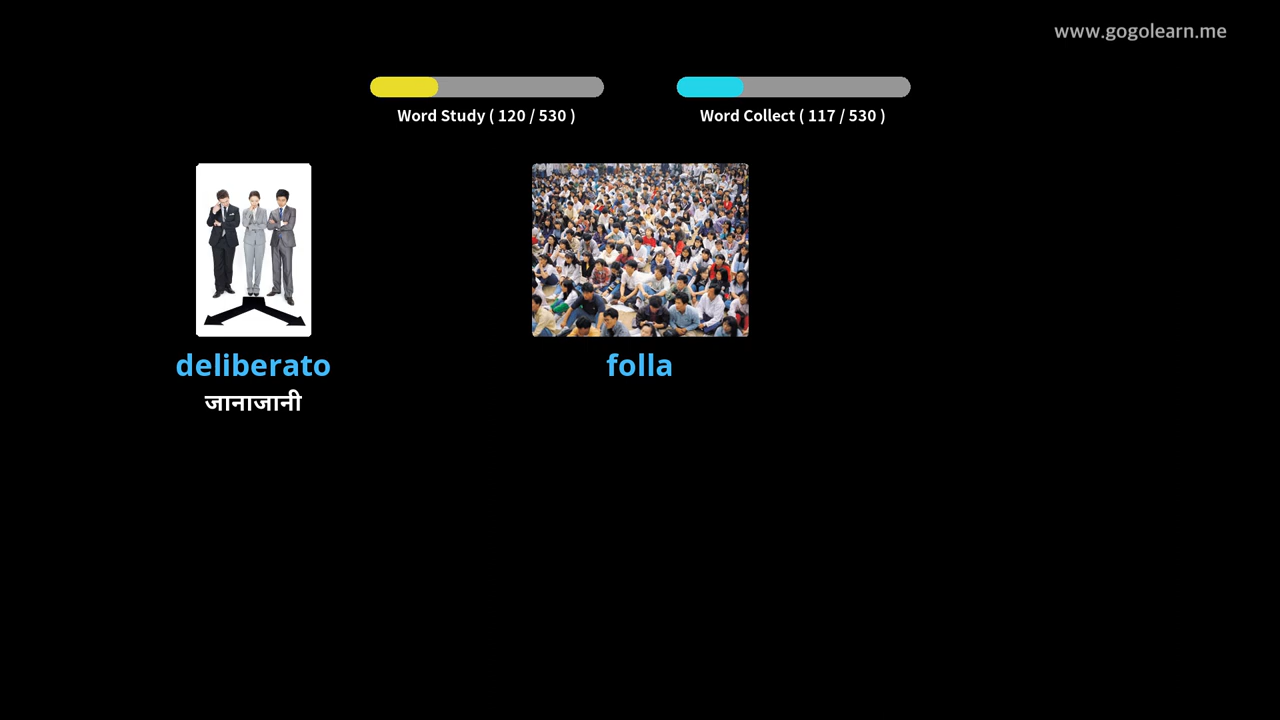 www.gogolearn.me
Word Study ( 120 / 530 )
Word Collect ( 117 / 530 )
deliberato
जानाजानी
folla